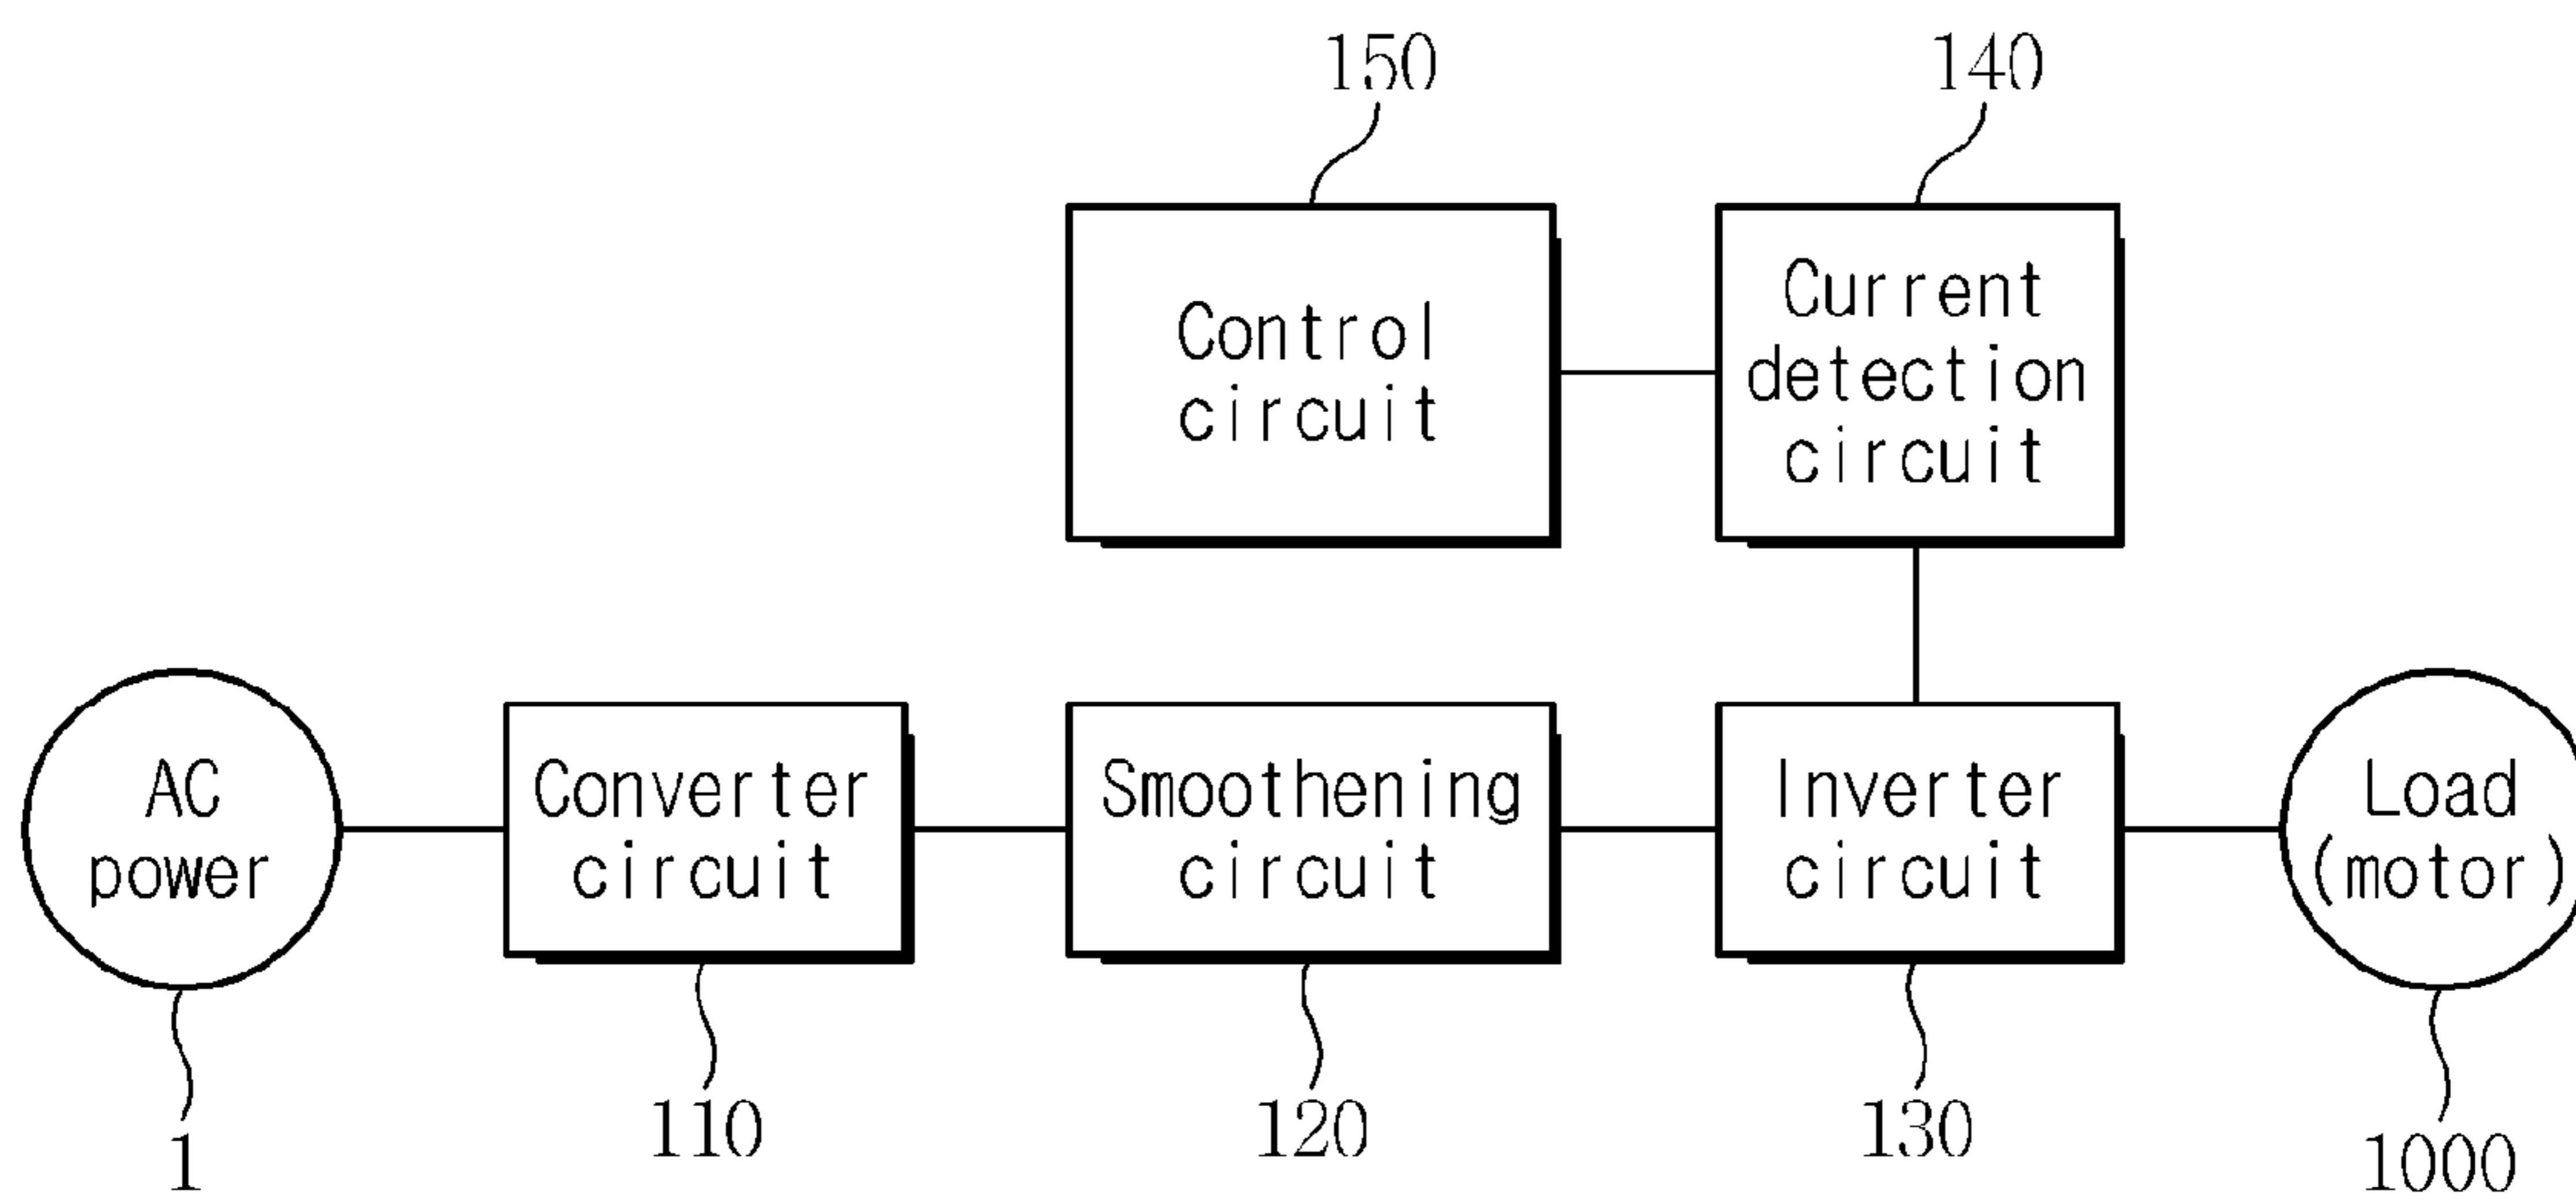 150
140
Control
circuit
Current
detection
circuit
AC
power
Converter
circuit
Smoothening
circuit
Inverter
circuit
Load
(motor)
1
110
120
130
1000